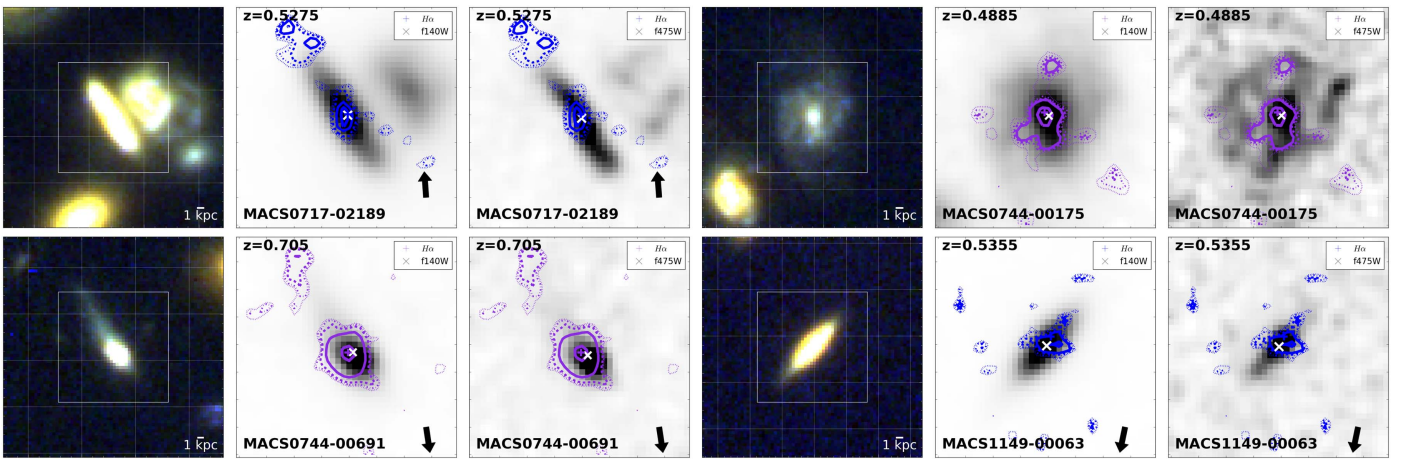 z=0.5275
Hα
f140W
z=0.5275
Hα
f475W
z=0.4885
Hα
f140W
z=0.4885
Hα
f475W
1 kpc
MACS0717-02189
MACS0717-02189
1 kpc
MACS0744-00175
MACS0744-00175
z=0.705
Hα
f140W
z=0.705
Hα
f475W
z=0.5355
Hα
f140W
z=0.5355
Hα
f475W
1 kpc
MACS0744-00691
MACS0744-00691
1 kpc
MACS1149-00063
MACS1149-00063